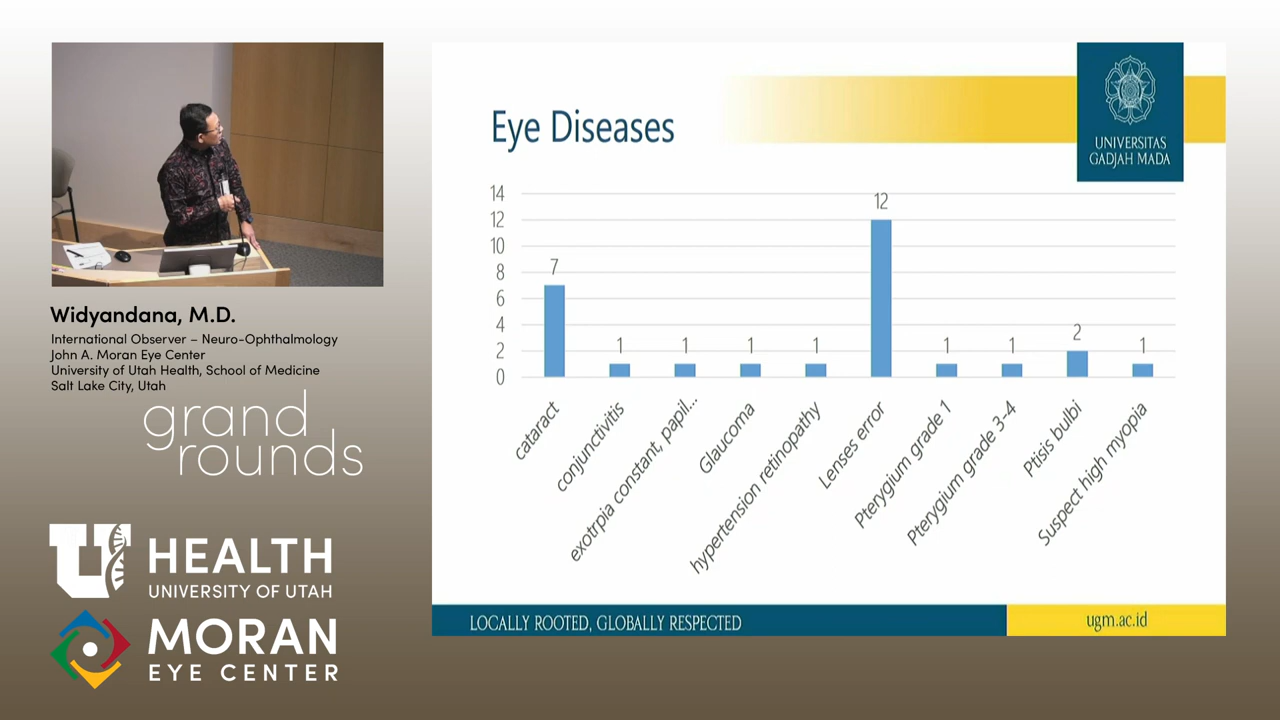 Widyandana, M.D.
International Observer – Neuro-Ophthalmology
John A. Moran Eye Center
University of Utah Health, School of Medicine
Salt Lake City, Utah
grand
rounds
U HEALTH
UNIVERSITY OF UTAH
MORAN
EYE CENTER
Eye Diseases
UNIVERSITAS
GADJAH MADA
14
12
10
8
6
4
2
0
7
1
1
1
1
12
1
1
2
1
cataract
conjunctivitis
exotrpia constant, papil...
Glaucoma
hypertension retinopathy
Lenses error
Pterygium grade 1
Pterygium grade 3-4
Ptisis bulbi
Suspect high myopia
LOCALLY ROOTED, GLOBALLY RESPECTED
ugm.ac.id